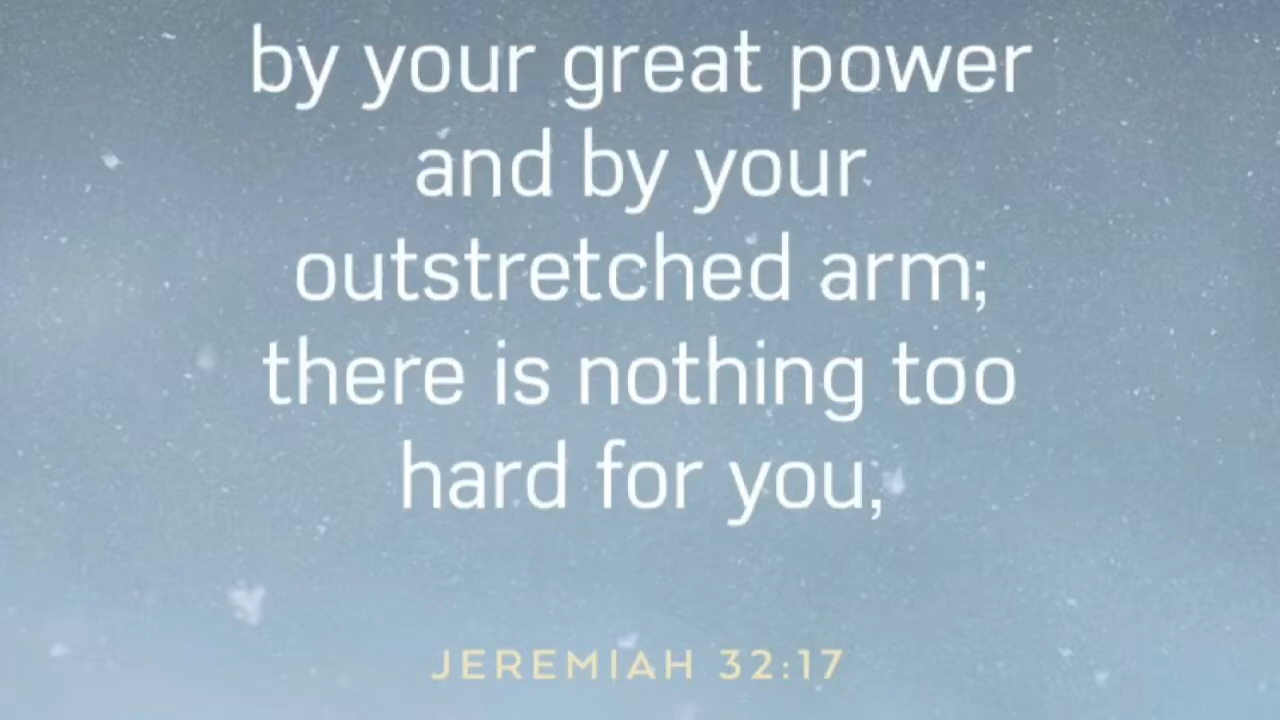 by your great power
and by your
outstretched arm;
there is nothing too
hard for you,
JEREMIAH 32:17